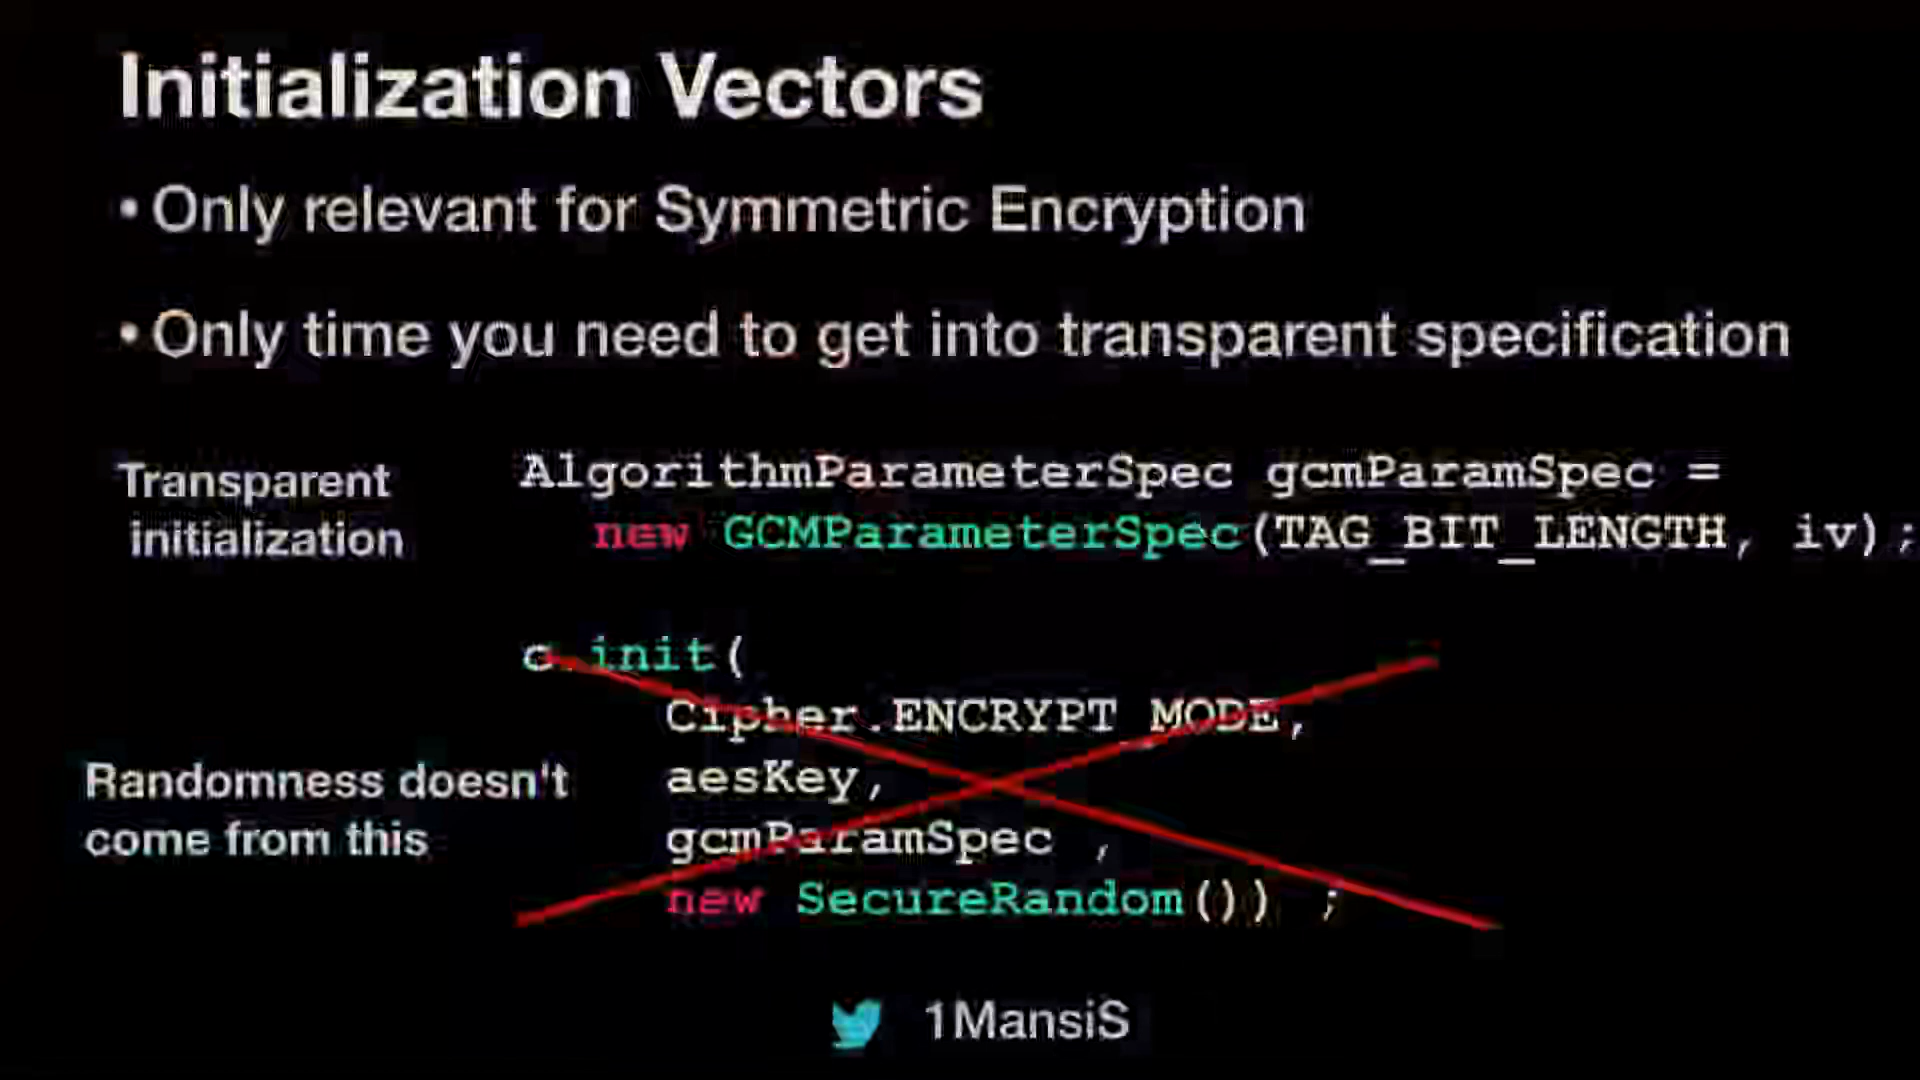 Initialization Vectors
• Only relevant for Symmetric Encryption
• Only time you need to get into transparent specification
Transparent
initialization
AlgorithmParameterSpec gcmParamSpec =
new GCMParameterSpec(TAG_BIT_LENGTH, iv);
c.init(
Cipher.ENCRYPT_MODE,
aesKey,
gcmParamSpec ,
new SecureRandom()) ;
Randomness doesn't
come from this
1MansiS